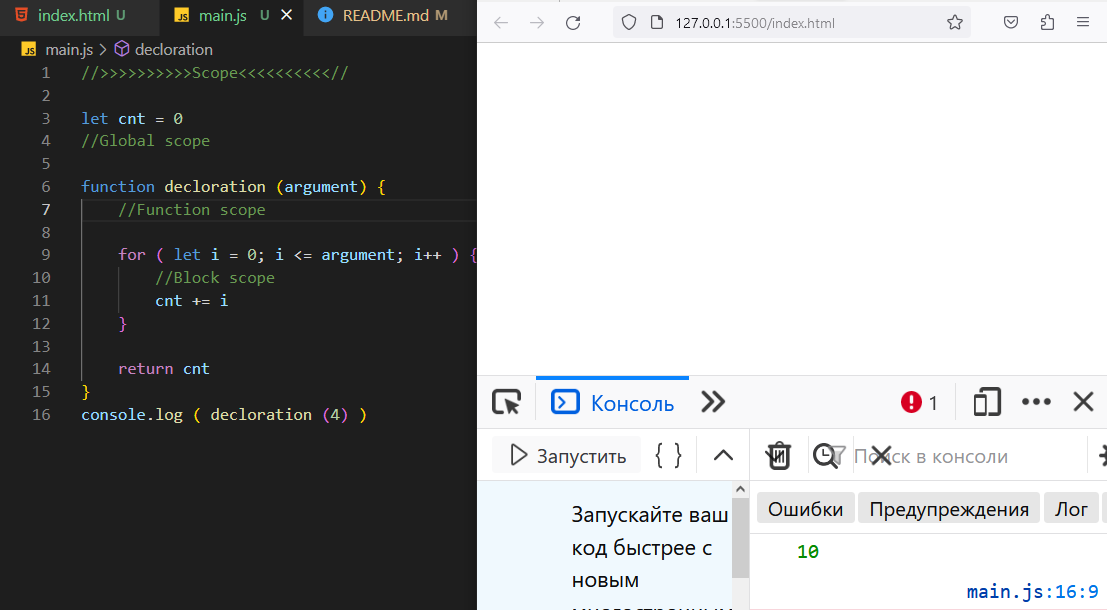 index.html U
main.js U
README.md M
main.js > decloration
1 //>>>>>>>>>>Scope<<<<<<<<<<//
2
3 let cnt = 0
4 //Global scope
5
6 function decloration (argument) {
7 //Function scope
8
9 for ( let i = 0; i <= argument; i++ ) {
10 //Block scope
11 cnt += i
12 }
13
14 return cnt
15 }
16 console.log ( decloration (4) )
127.0.0.1:5500/index.html
Консоль
1
Запустить { }
Поиск в консоли
Запускайте ваш
код быстрее с
новым
Ошибки Предупреждения Лог
10
main.js:16:9